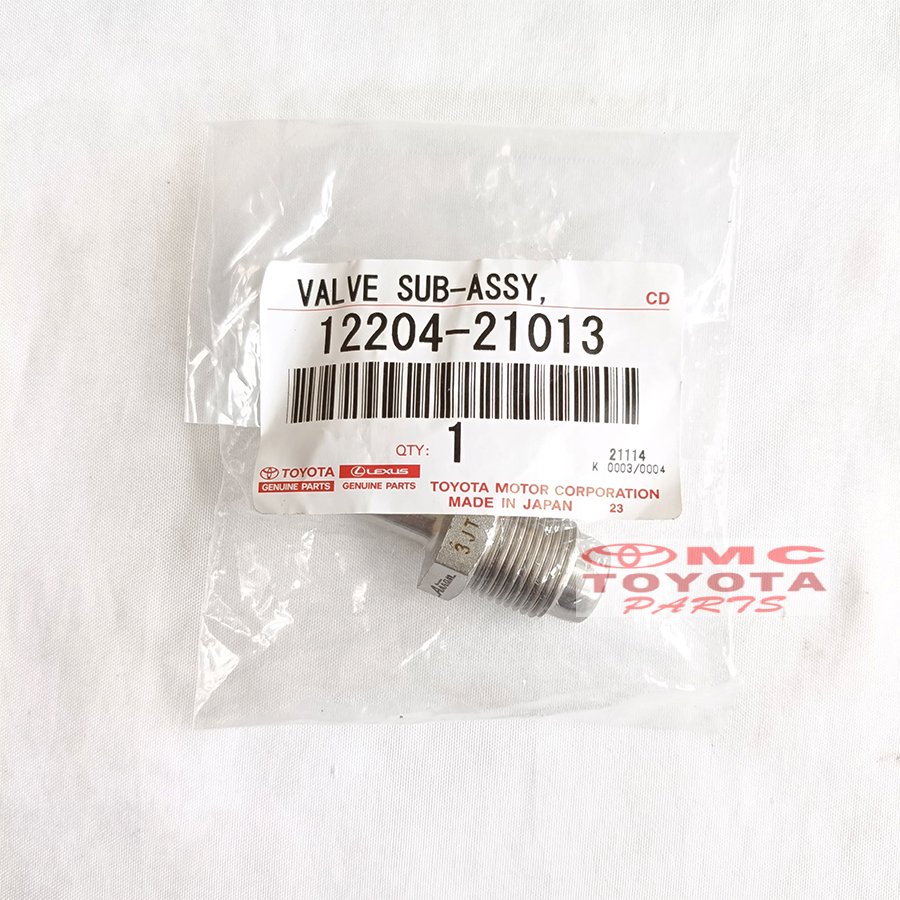 VALVE SUB-ASSY,
CD
12204-21013
QTY: 1
21114
K 0003/0004
TOYOTA
GENUINE PARTS
LEXUS
GENUINE PARTS
TOYOTA MOTOR CORPORATION
MADE IN JAPAN 23
3JT
Aisan
MC
TOYOTA
PARTS